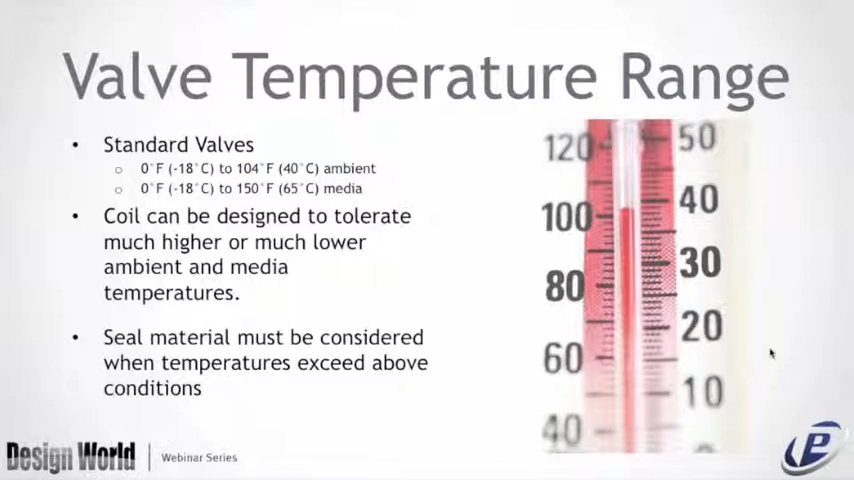 Valve Temperature Range
• Standard Valves
○ 0°F (-18°C) to 104°F (40°C) ambient
○ 0°F (-18°C) to 150°F (65°C) media
• Coil can be designed to tolerate
much higher or much lower
ambient and media
temperatures.
• Seal material must be considered
when temperatures exceed above
conditions
120 50
100 40
80 30
60 20
40 10
Design World
Webinar Series